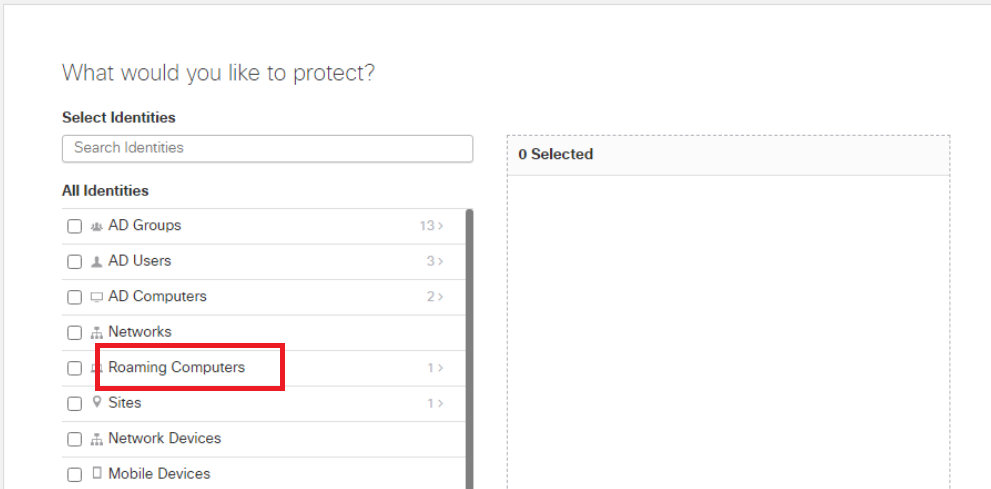 What would you like to protect?
Select Identities
Search Identities
0 Selected
All Identities
AD Groups 13 >
AD Users 3 >
AD Computers 2 >
Networks
Roaming Computers 1 >
Sites 1 >
Network Devices
Mobile Devices